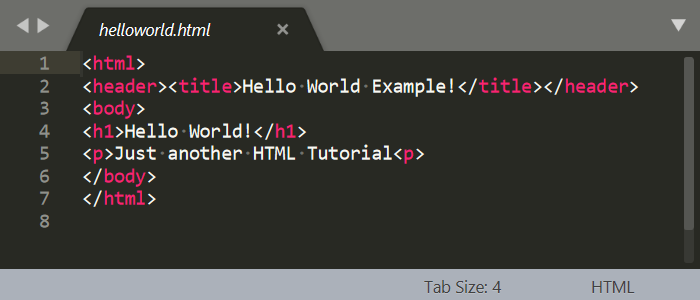 helloworld.html ×
1 <html>
2 <header><title>Hello World Example!</title></header>
3 <body>
4 <h1>Hello World!</h1>
5 <p>Just another HTML Tutorial<p>
6 </body>
7 </html>
8
Tab Size: 4 HTML